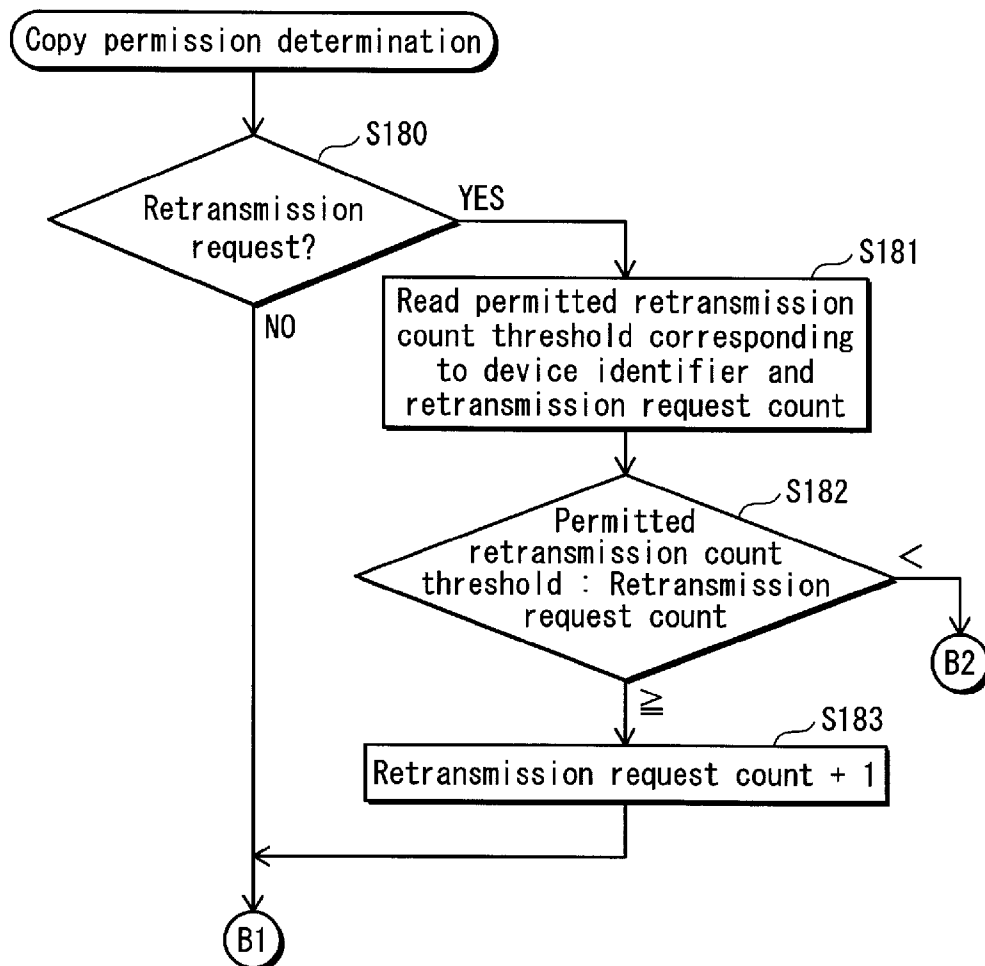 Copy permission determination
S180
Retransmission
request?
YES
NO
S181
Read permitted retransmission
count threshold corresponding
to device identifier and
retransmission request count
S182
Permitted
retransmission count
threshold : Retransmission
request count
<
B2
≧
S183
Retransmission request count + 1
B1